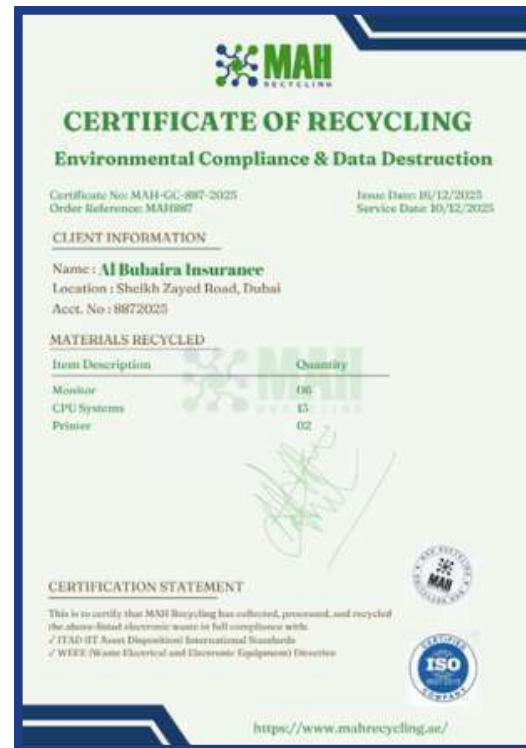 MAH
RECYCLING
CERTIFICATE OF RECYCLING
Environmental Compliance & Data Destruction
Certificate No: MAH-GC-887-2025
Issue Date: 16/12/2025
Order Reference: MAH887
Service Date: 10/12/2025
CLIENT INFORMATION
Name : Al Buhaira Insurance
Location : Sheikh Zayed Road, Dubai
Acct. No : 8872025
MATERIALS RECYCLED
Item Description Quantity
Monitor 06
CPU Systems 15
Printer 02
MAH
RECYCLING
CERTIFICATION STATEMENT
This is to certify that MAH Recycling has collected, processed, and recycled
the above-listed electronic waste in full compliance with:
✓ ITAD (IT Asset Disposition) International Standards
✓ WEEE (Waste Electrical and Electronic Equipment) Directive
MAH RECYCLING
MAH
CERTIFIED
ISO
COMPANY
https://www.mahrecycling.ae/